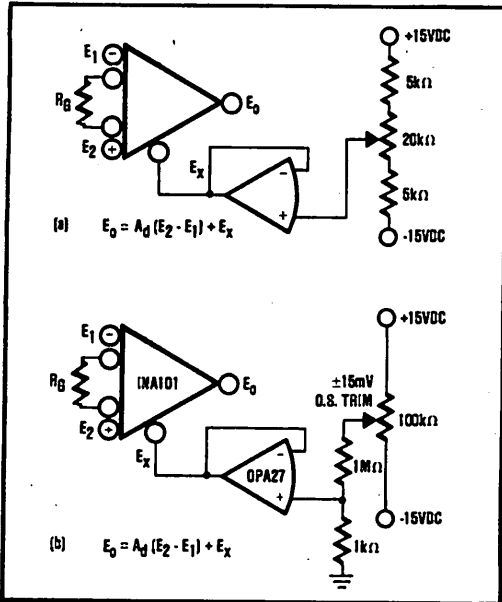 +15VDC
E1
−
5kΩ
RG
E0
20kΩ
E2
+
EX
−
+
5kΩ
(a) E0 = Ad (E2 - E1) + EX
-15VDC
+15VDC
E1
−
±15mV
O.S. TRIM
RG
INA101
E0
100kΩ
E2
+
EX
−
OPA27
+
1MΩ
-15VDC
1kΩ
(b) E0 = Ad (E2 - E1) + EX